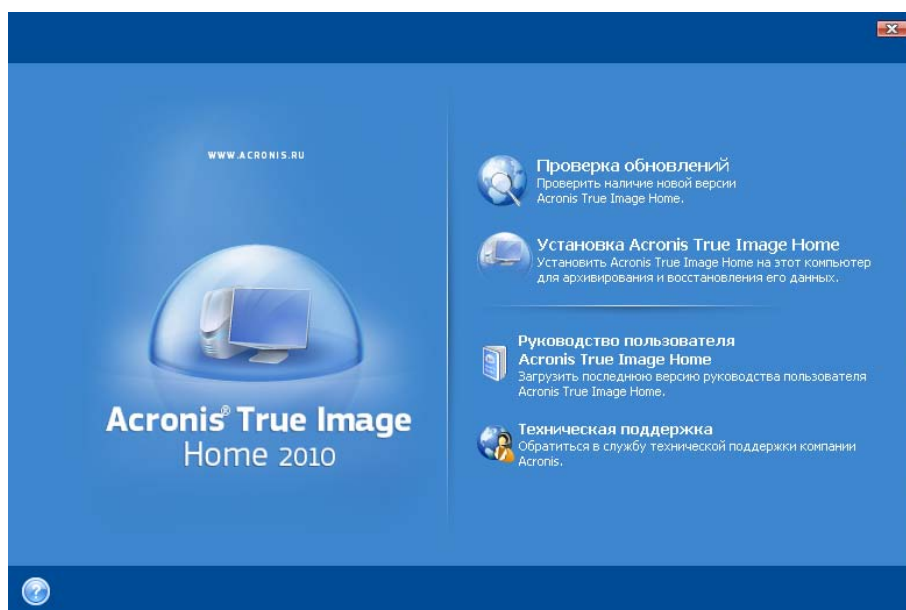 WWW.ACRONIS.RU
Acronis® True Image
Home 2010
Проверка обновлений
Проверить наличие новой версии
Acronis True Image Home.
Установка Acronis True Image Home
Установить Acronis True Image Home на этот компьютер
для архивирования и восстановления его данных.
Руководство пользователя
Acronis True Image Home
Загрузить последнюю версию руководства пользователя
Acronis True Image Home.
Техническая поддержка
Обратиться в службу технической поддержки компании
Acronis.
?